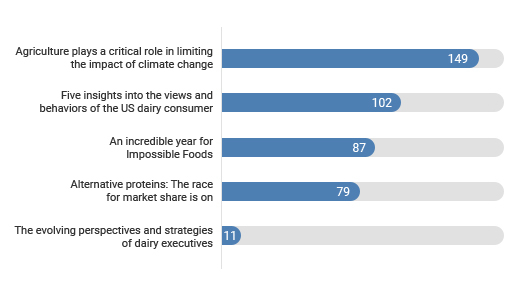 Agriculture plays a critical role in limiting
the impact of climate change
149
Five insights into the views and
behaviors of the US dairy consumer
102
An incredible year for
Impossible Foods
87
Alternative proteins: The race
for market share is on
79
The evolving perspectives and strategies
of dairy executives
11